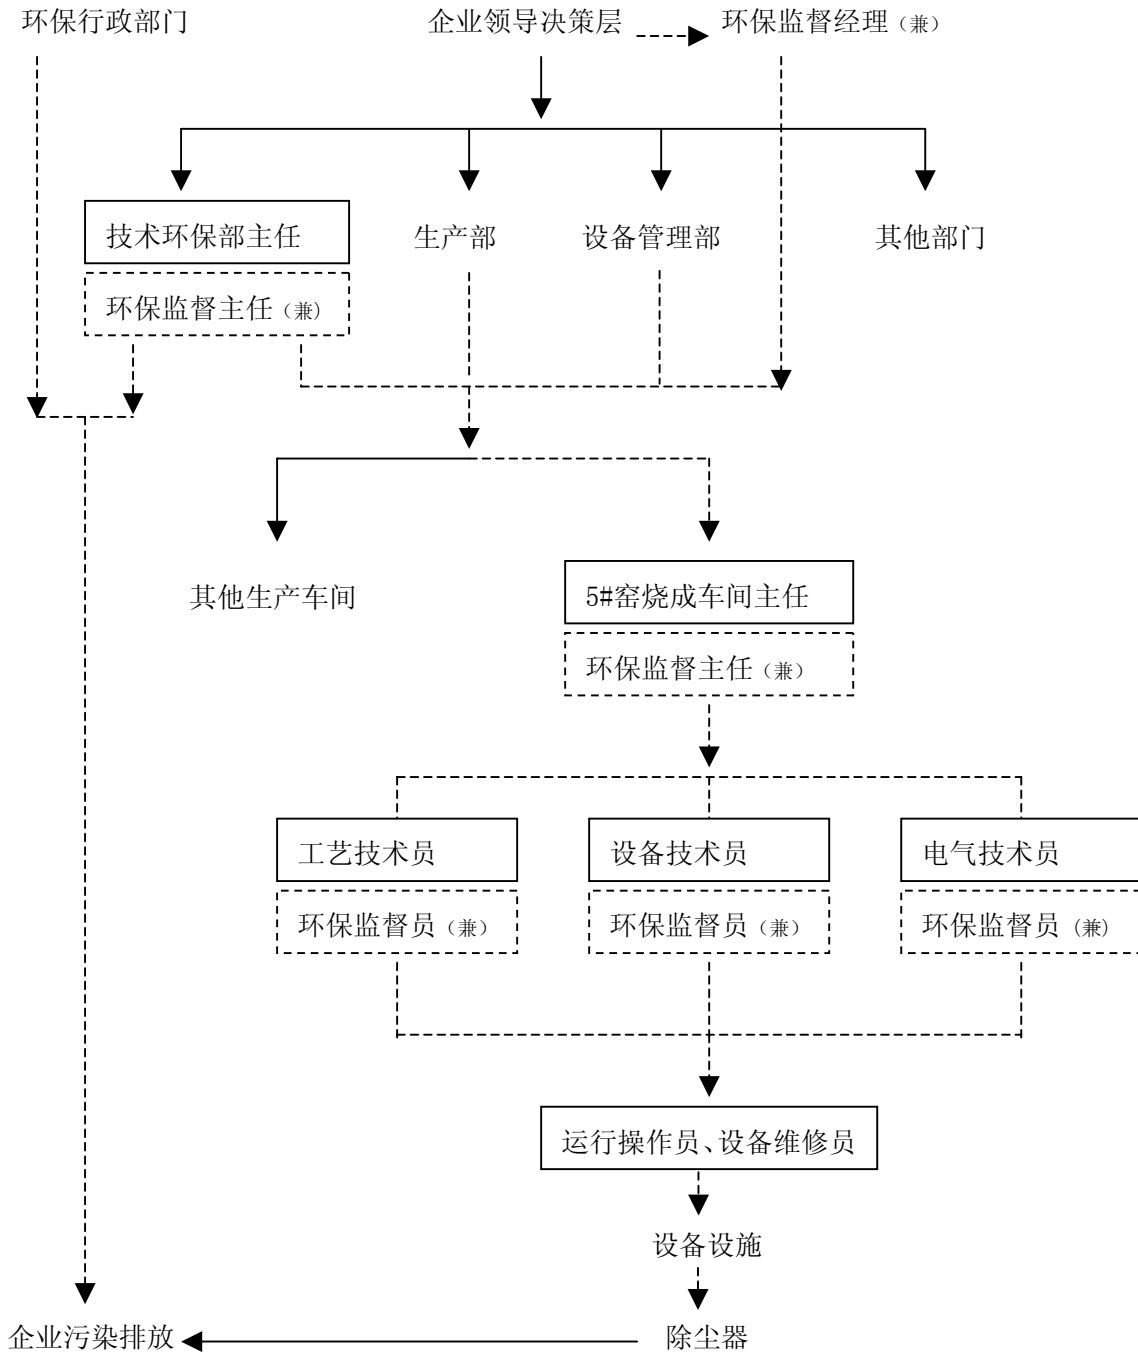 环保行政部门
企业领导决策层
环保监督经理（兼）
技术环保部主任
生产部
设备管理部
其他部门
环保监督主任（兼）
其他生产车间
5#窑烧成车间主任
环保监督主任（兼）
工艺技术员
设备技术员
电气技术员
环保监督员（兼）
环保监督员（兼）
环保监督员（兼）
运行操作员、设备维修员
设备设施
企业污染排放
除尘器